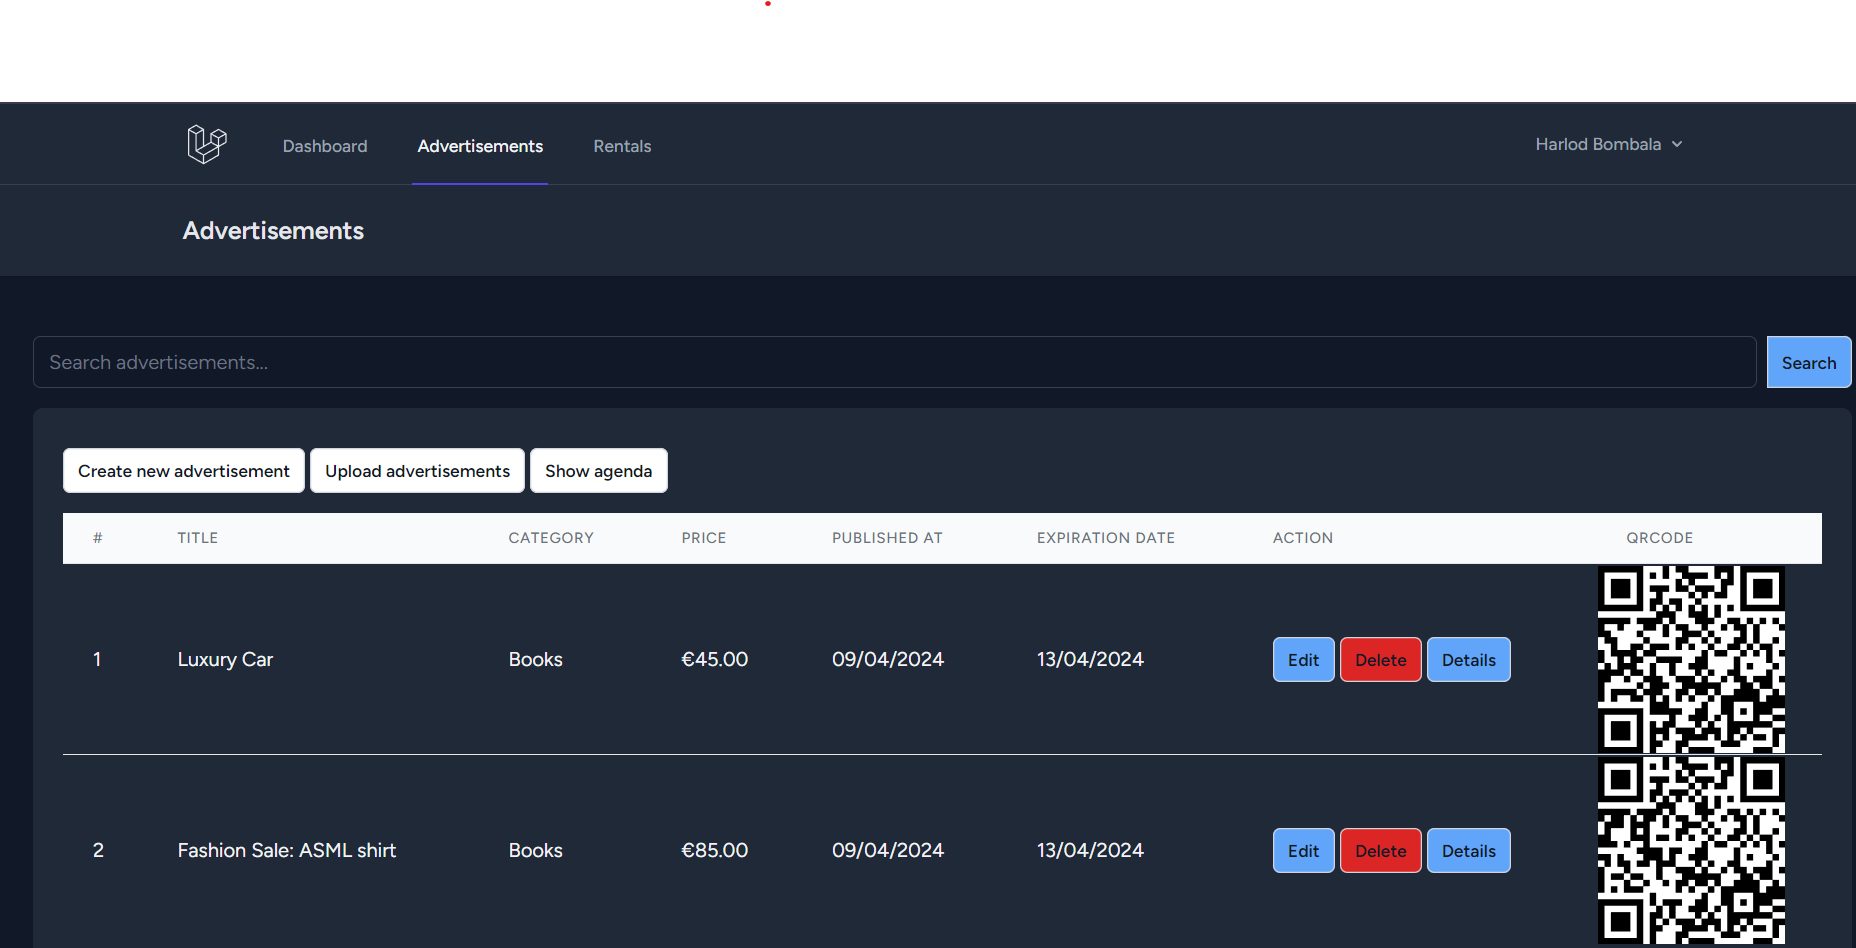 Dashboard Advertisements Rentals Harlod Bombala
Advertisements
Search advertisements... Search
Create new advertisement Upload advertisements Show agenda
# TITLE CATEGORY PRICE PUBLISHED AT EXPIRATION DATE ACTION QRCODE
1 Luxury Car Books €45.00 09/04/2024 13/04/2024 Edit Delete Details
2 Fashion Sale: ASML shirt Books €85.00 09/04/2024 13/04/2024 Edit Delete Details